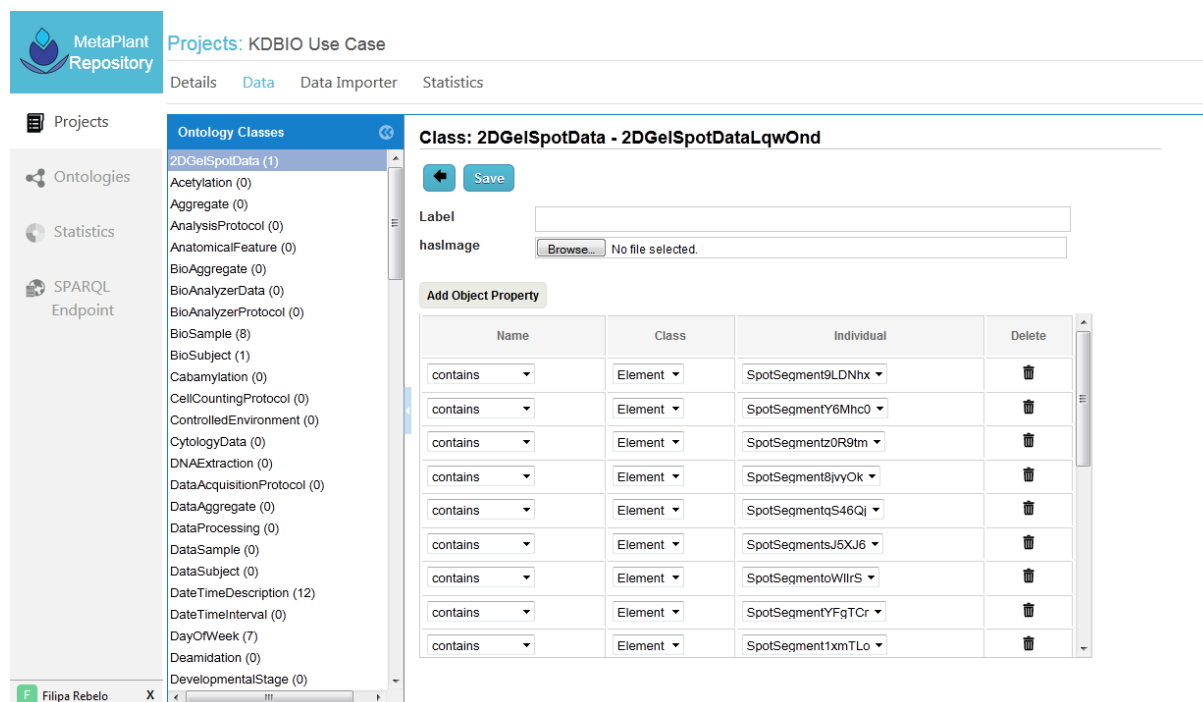 MetaPlant
Repository
Projects: KDBIO Use Case
Details Data Data Importer Statistics
Projects
Ontologies
Statistics
SPARQL
Endpoint
F Filipa Rebelo X
Ontology Classes
2DGelSpotData (1)
Acetylation (0)
Aggregate (0)
AnalysisProtocol (0)
AnatomicalFeature (0)
BioAggregate (0)
BioAnalyzerData (0)
BioAnalyzerProtocol (0)
BioSample (8)
BioSubject (1)
Cabamylation (0)
CellCountingProtocol (0)
ControlledEnvironment (0)
CytologyData (0)
DNAExtraction (0)
DataAcquisitionProtocol (0)
DataAggregate (0)
DataProcessing (0)
DataSample (0)
DataSubject (0)
DateTimeDescription (12)
DateTimeInterval (0)
DayOfWeek (7)
Deamidation (0)
DevelopmentalStage (0)
Class: 2DGelSpotData - 2DGelSpotDataLqwOnd
Save
Label
hasImage Browse... No file selected.
Add Object Property
Name Class Individual Delete
contains Element SpotSegment9LDNhx
contains Element SpotSegmentY6Mhc0
contains Element SpotSegmentz0R9tm
contains Element SpotSegment8jvyOk
contains Element SpotSegmentqS46Qj
contains Element SpotSegmentsJ5XJ6
contains Element SpotSegmentoWIlrS
contains Element SpotSegmentYFgTCr
contains Element SpotSegment1xmTLo